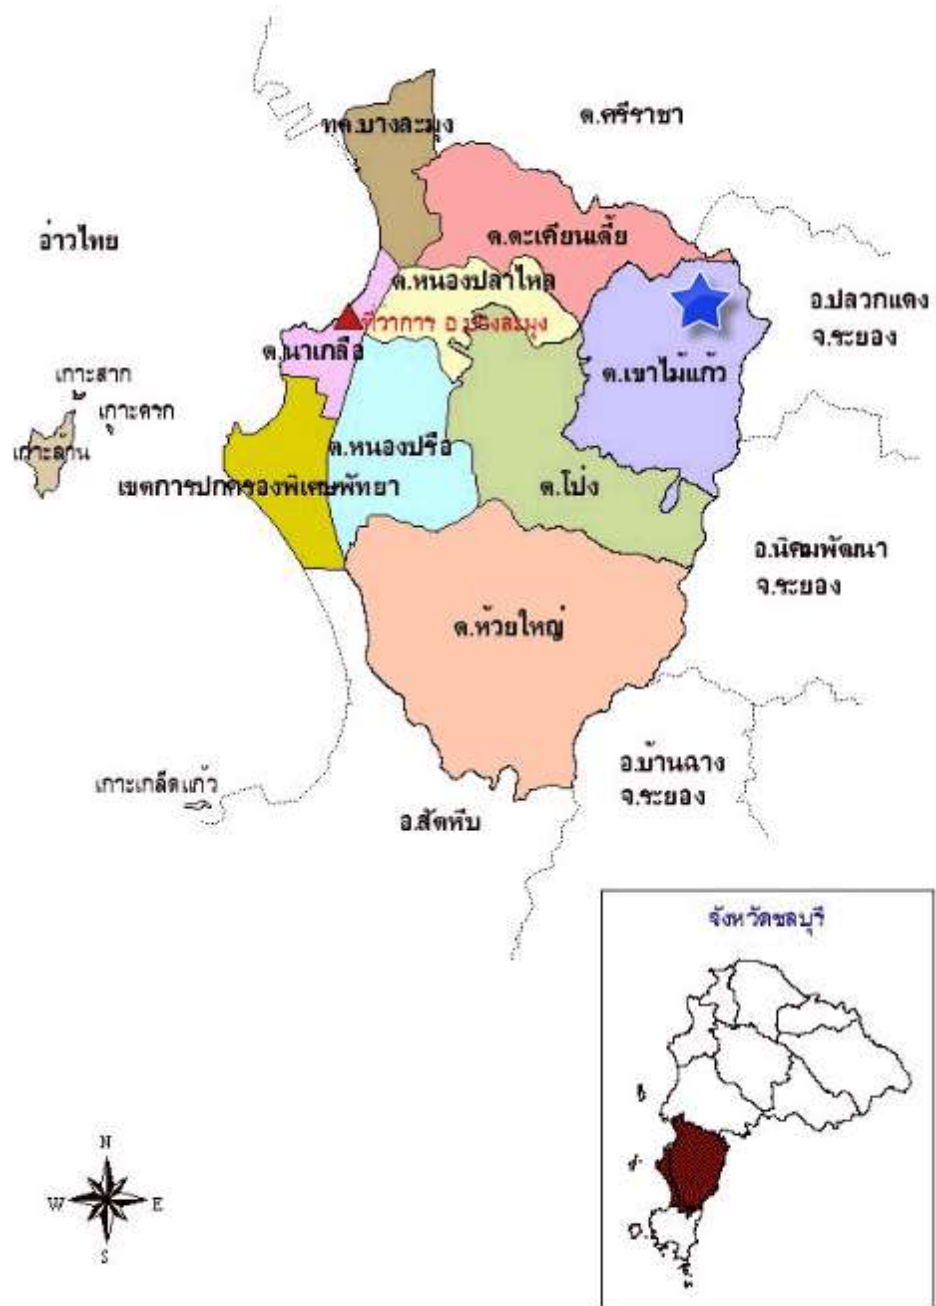 ต.ศรีราชา
ทต.บางละมุง
อ่าวไทย
ต.ตะเคียนเตี้ย
ต.หนองปลาไหล
อ.ปลวกแดง
จ.ระยอง
ที่ว่าการ อ.บางละมุง
ต.นาเกลือ
ต.เขาไม้แก้ว
เกาะสาก
เกาะครก
เกาะล้าน
ต.หนองปรือ
เขตการปกครองพิเศษพัทยา
ต.โป่ง
อ.นิคมพัฒนา
จ.ระยอง
ต.ห้วยใหญ่
เกาะเกล็ดแก้ว
อ.บ้านฉาง
จ.ระยอง
อ.สัตหีบ
จังหวัดชลบุรี
N
W
E
S